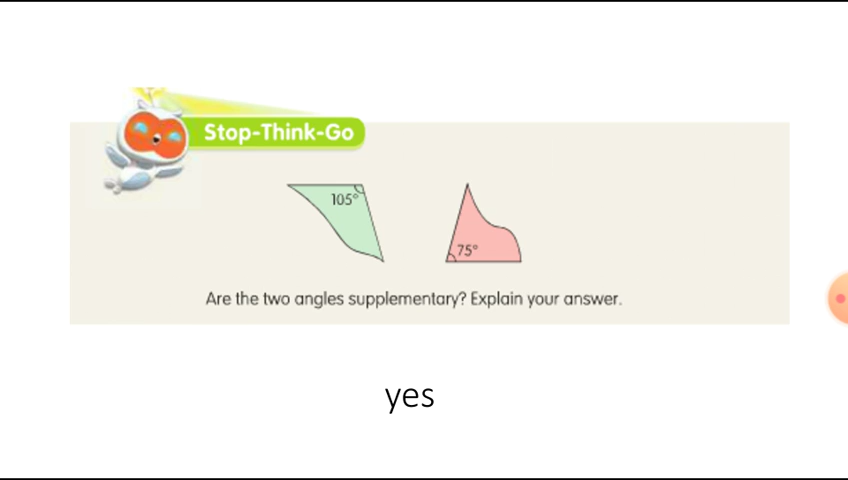 Stop-Think-Go
105°
75°
Are the two angles supplementary? Explain your answer.
yes